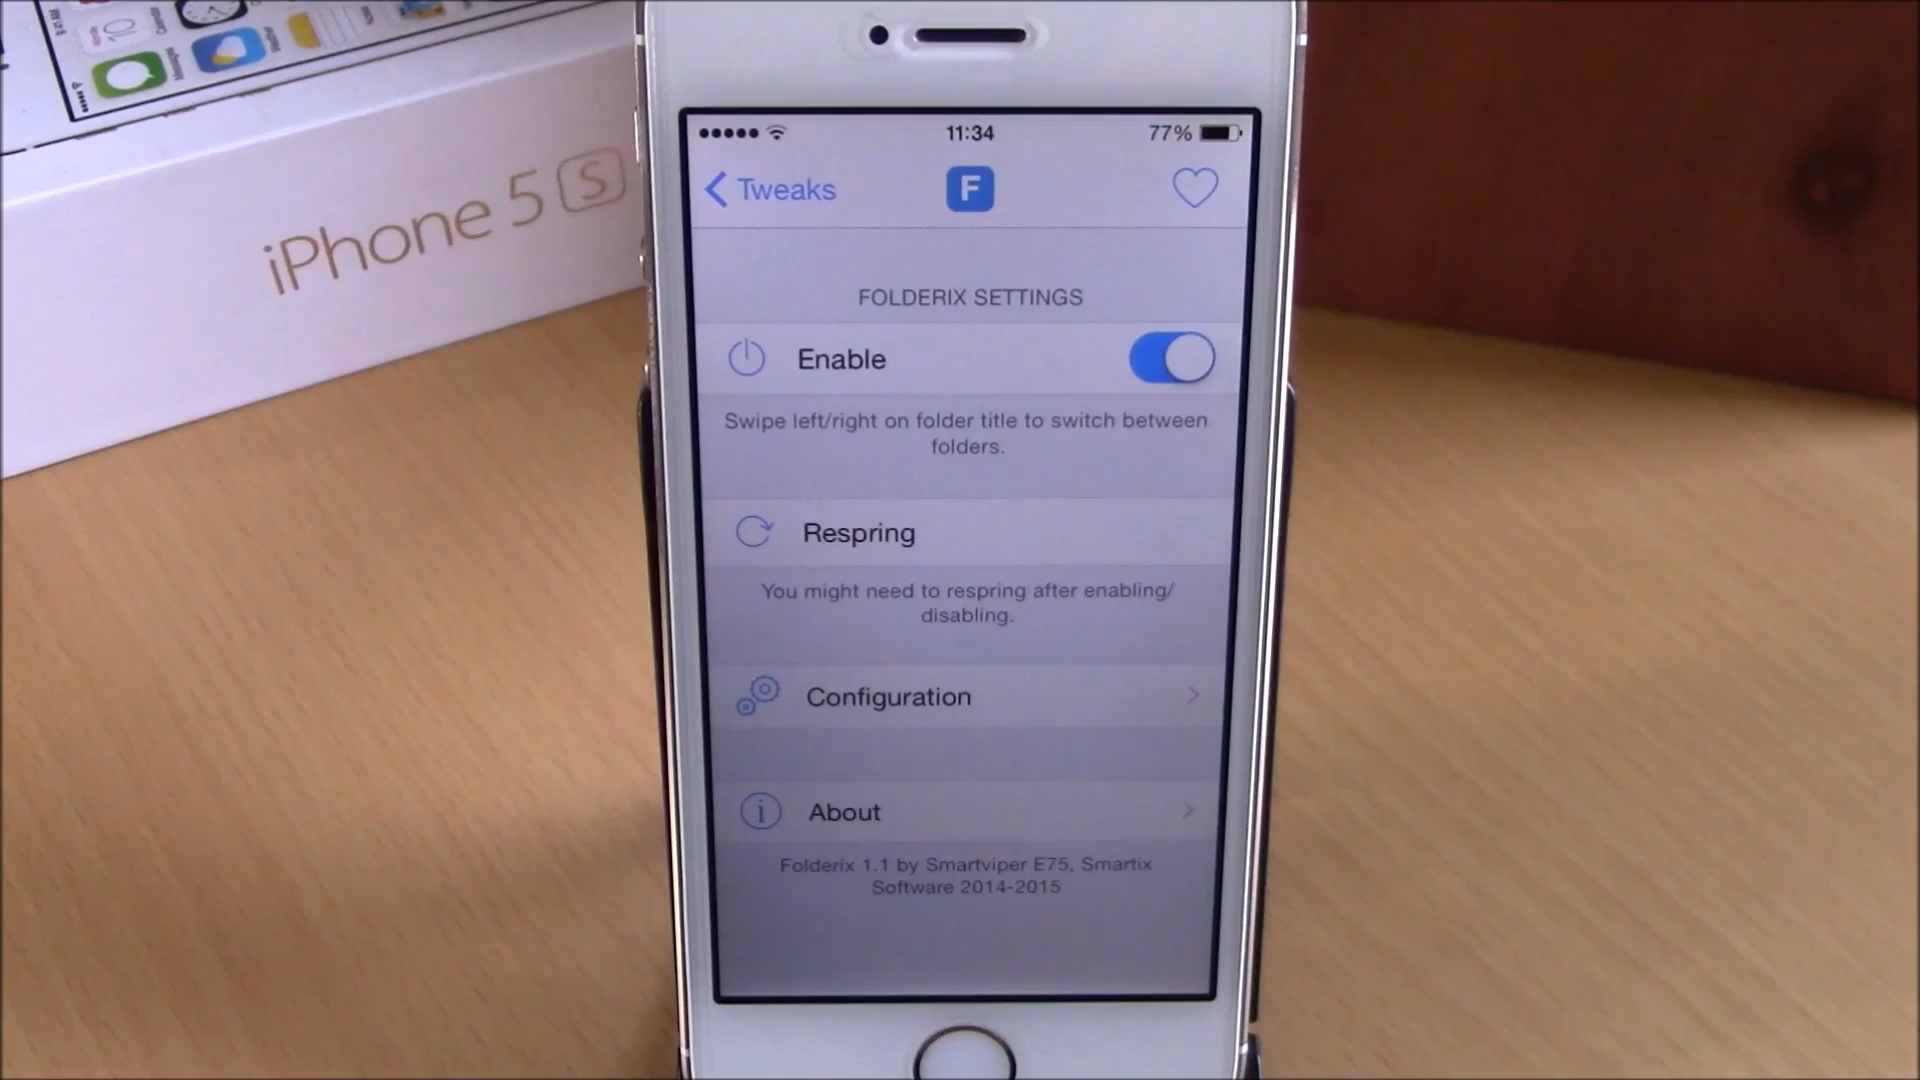 iPhone 5 S
11:34
77%
Tweaks
F
FOLDERIX SETTINGS
Enable
Swipe left/right on folder title to switch between
folders.
Respring
You might need to respring after enabling/
disabling.
Configuration
i About
Folderix 1.1 by Smartviper E75, Smartix
Software 2014-2015